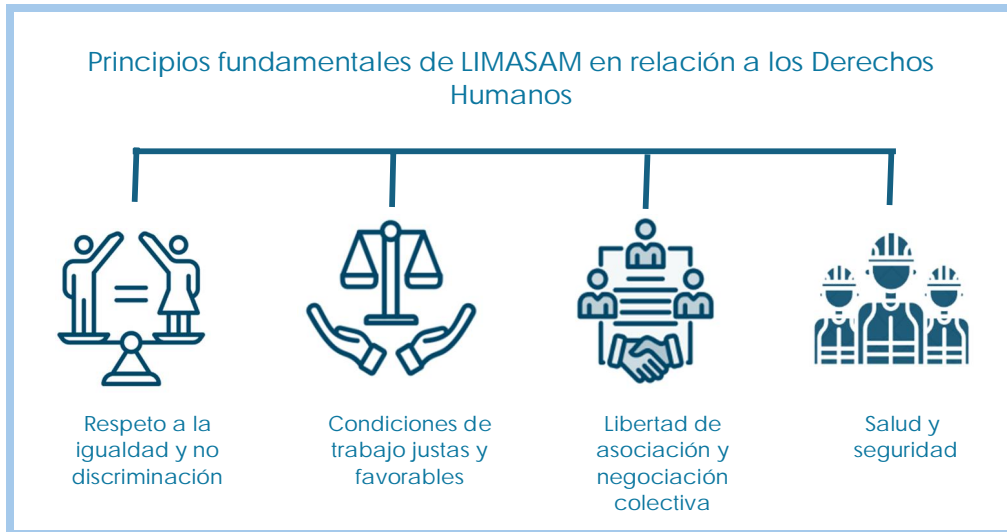 Principios fundamentales de LIMASAM en relación a los Derechos
Humanos
Respeto a la
igualdad y no
discriminación
Condiciones de
trabajo justas y
favorables
Libertad de
asociación y
negociación
colectiva
Salud y
seguridad